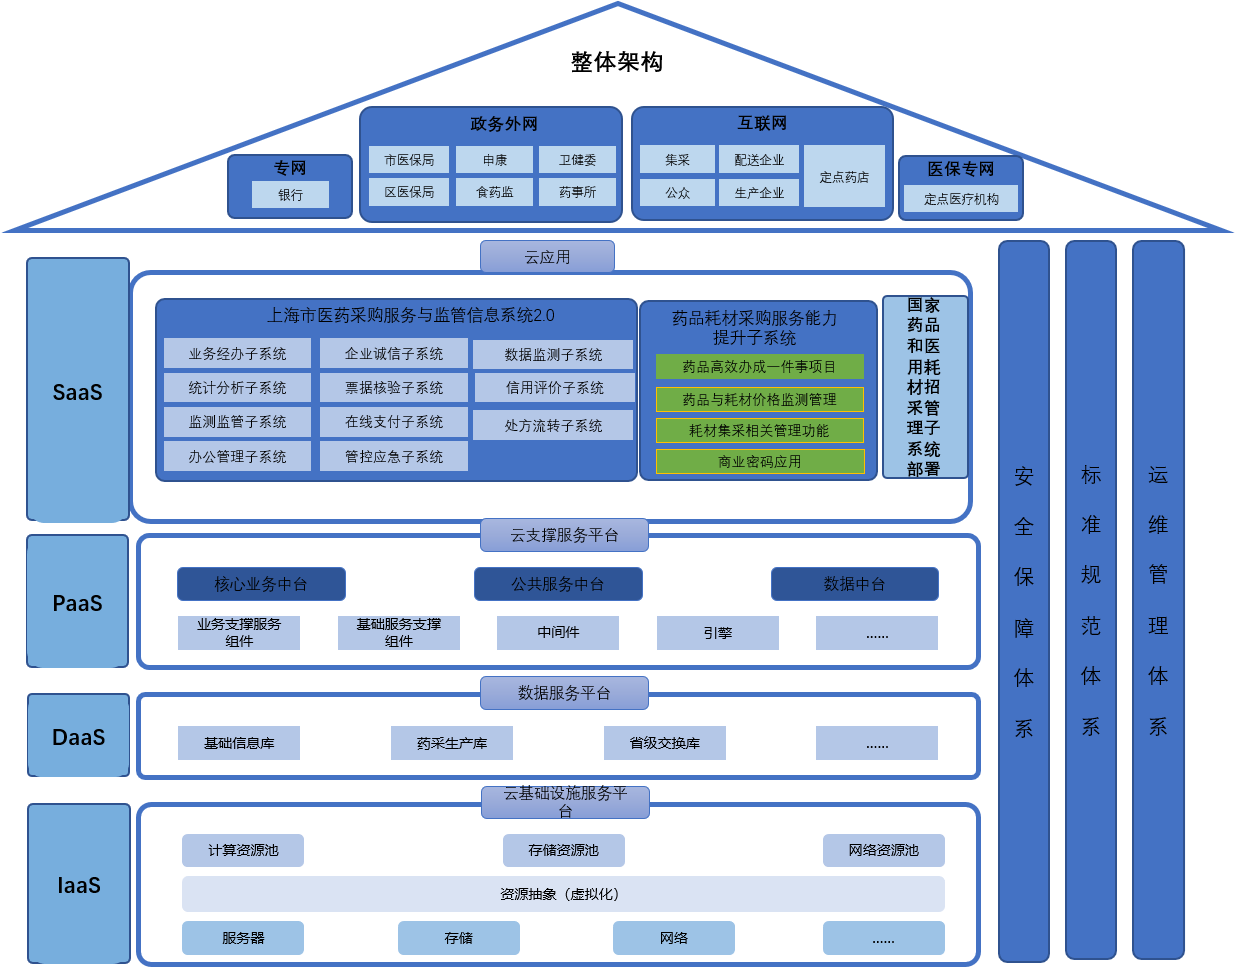 整体架构
专网
银行
政务外网
市医保局
申康
卫健委
区医保局
食药监
药事所
互联网
集采
配送企业
定点药店
公众
生产企业
医保专网
定点医疗机构
SaaS
云应用
上海市医药采购服务与监管信息系统2.0
业务经办子系统
企业诚信子系统
数据监测子系统
统计分析子系统
票据核验子系统
信用评价子系统
监测监管子系统
在线支付子系统
处方流转子系统
办公管理子系统
管控应急子系统
药品耗材采购服务能力
提升子系统
药品高效办成一件事项目
药品与耗材价格监测管理
耗材集采相关管理功能
商业密码应用
国家
药品
和医
用耗
材招
采管
理子
系统
部署
PaaS
云支撑服务平台
核心业务中台
公共服务中台
数据中台
业务支撑服务
组件
基础服务支撑
组件
中间件
引擎
......
DaaS
数据服务平台
基础信息库
药采生产库
省级交换库
......
IaaS
云基础设施服务平
台
计算资源池
存储资源池
网络资源池
资源抽象（虚拟化）
服务器
存储
网络
......
安全保障体系
标准规范体系
运维管理体系